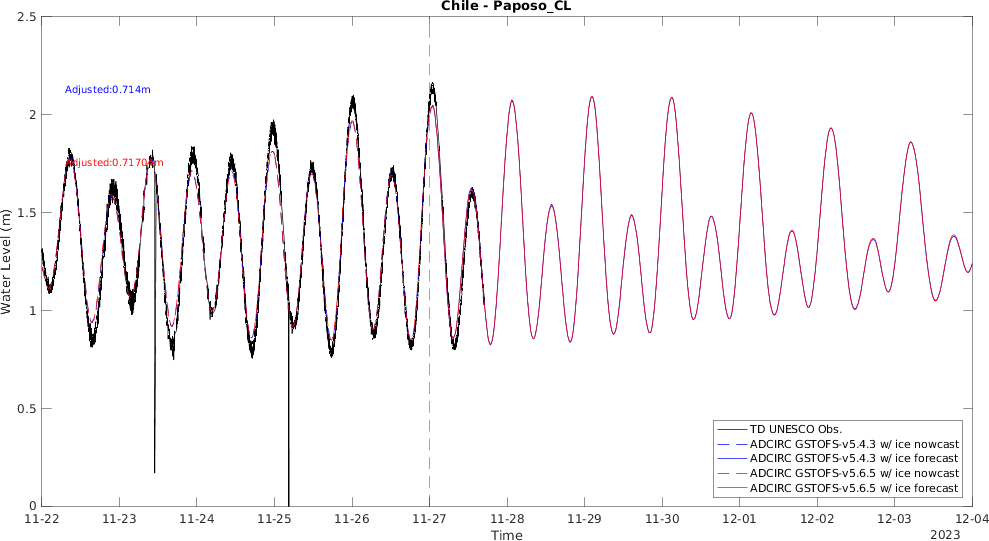 Chile - Paposo_CL
2.5
Adjusted:0.714m
2
Adjusted:0.7170
1.5
Water Level (m)
1
0.5
TD UNESCO Obs.
ADCIRC GSTOFS-v5.4.3 w/ ice nowcast
ADCIRC GSTOFS-v5.4.3 w/ ice forecast
ADCIRC GSTOFS-v5.6.5 w/ ice nowcast
ADCIRC GSTOFS-v5.6.5 w/ ice forecast
0
11-22 11-23 11-24 11-25 11-26 11-27 11-28 11-29 11-30 12-01 12-02 12-03 12-04
Time
2023